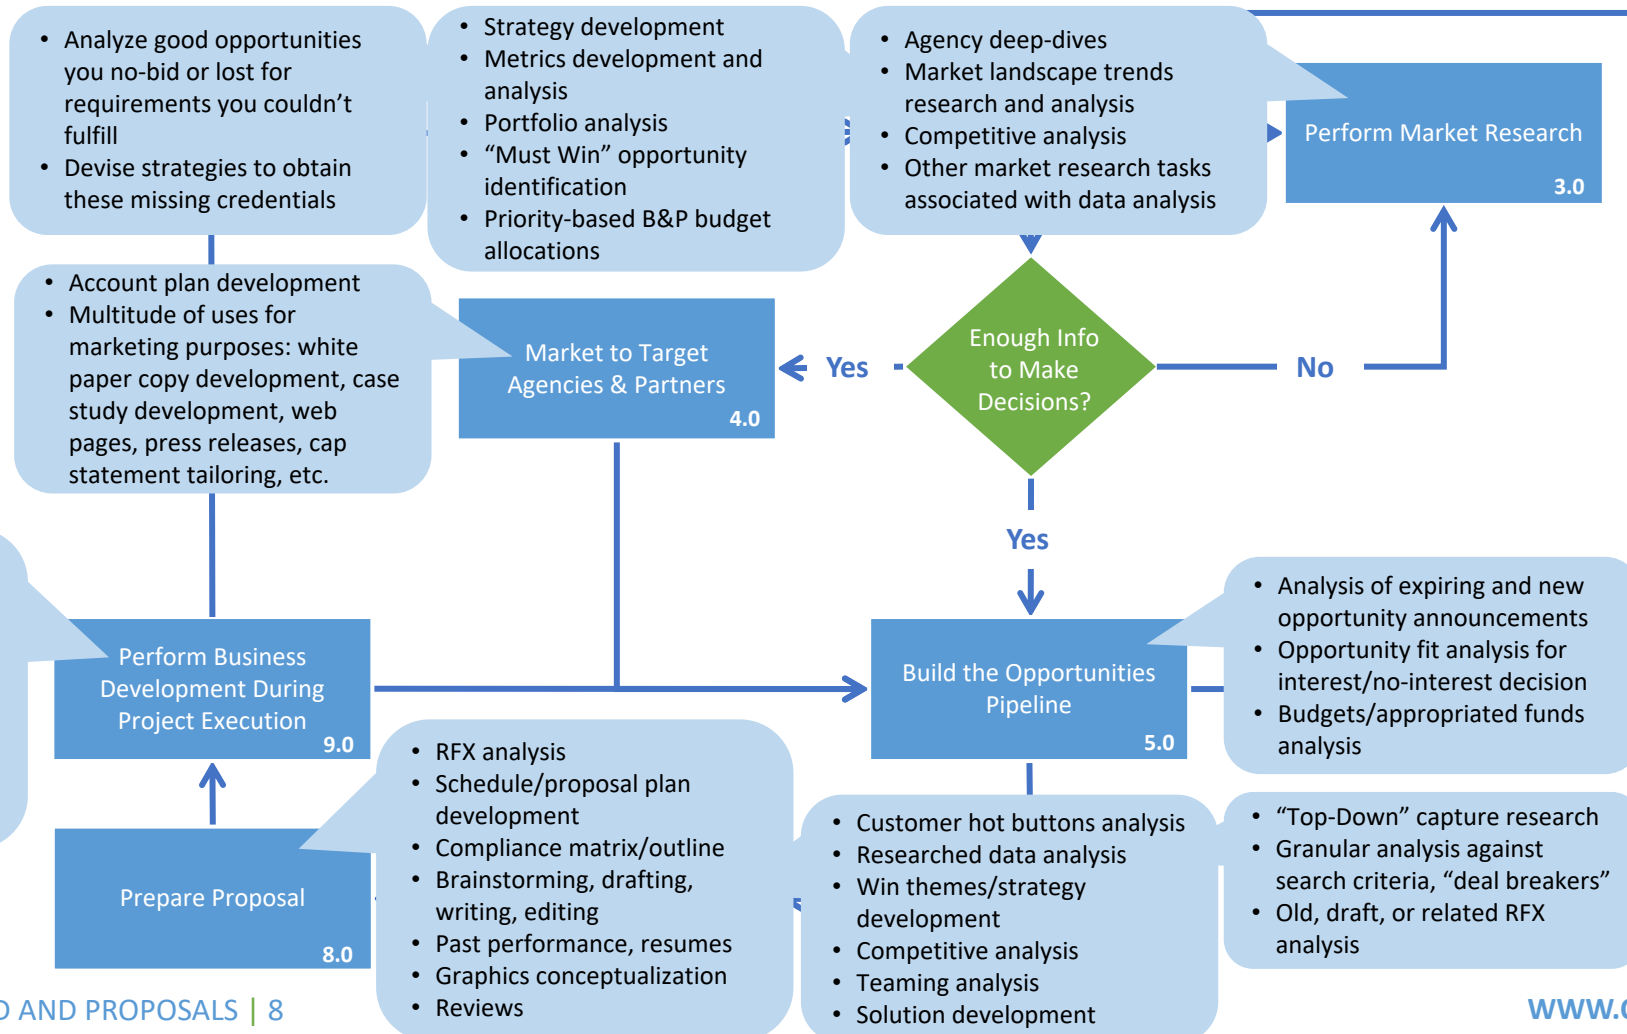 • Analyze good opportunities
you no-bid or lost for
requirements you couldn’t
fulfill
• Devise strategies to obtain
these missing credentials
• Strategy development
• Metrics development and
analysis
• Portfolio analysis
• “Must Win” opportunity
identification
• Priority-based B&P budget
allocations
• Agency deep-dives
• Market landscape trends
research and analysis
• Competitive analysis
• Other market research tasks
associated with data analysis
Perform Market Research
3.0
• Account plan development
• Multitude of uses for
marketing purposes: white
paper copy development, case
study development, web
pages, press releases, cap
statement tailoring, etc.
Market to Target
Agencies & Partners
4.0
Yes
Enough Info
to Make
Decisions?
No
Yes
Perform Business
Development During
Project Execution
9.0
Build the Opportunities
Pipeline
5.0
• Analysis of expiring and new
opportunity announcements
• Opportunity fit analysis for
interest/no-interest decision
• Budgets/appropriated funds
analysis
Prepare Proposal
8.0
• RFX analysis
• Schedule/proposal plan
development
• Compliance matrix/outline
• Brainstorming, drafting,
writing, editing
• Past performance, resumes
• Graphics conceptualization
• Reviews
• Customer hot buttons analysis
• Researched data analysis
• Win themes/strategy
development
• Competitive analysis
• Teaming analysis
• Solution development
• “Top-Down” capture research
• Granular analysis against
search criteria, “deal breakers”
• Old, draft, or related RFX
analysis
D AND PROPOSALS | 8
WWW.